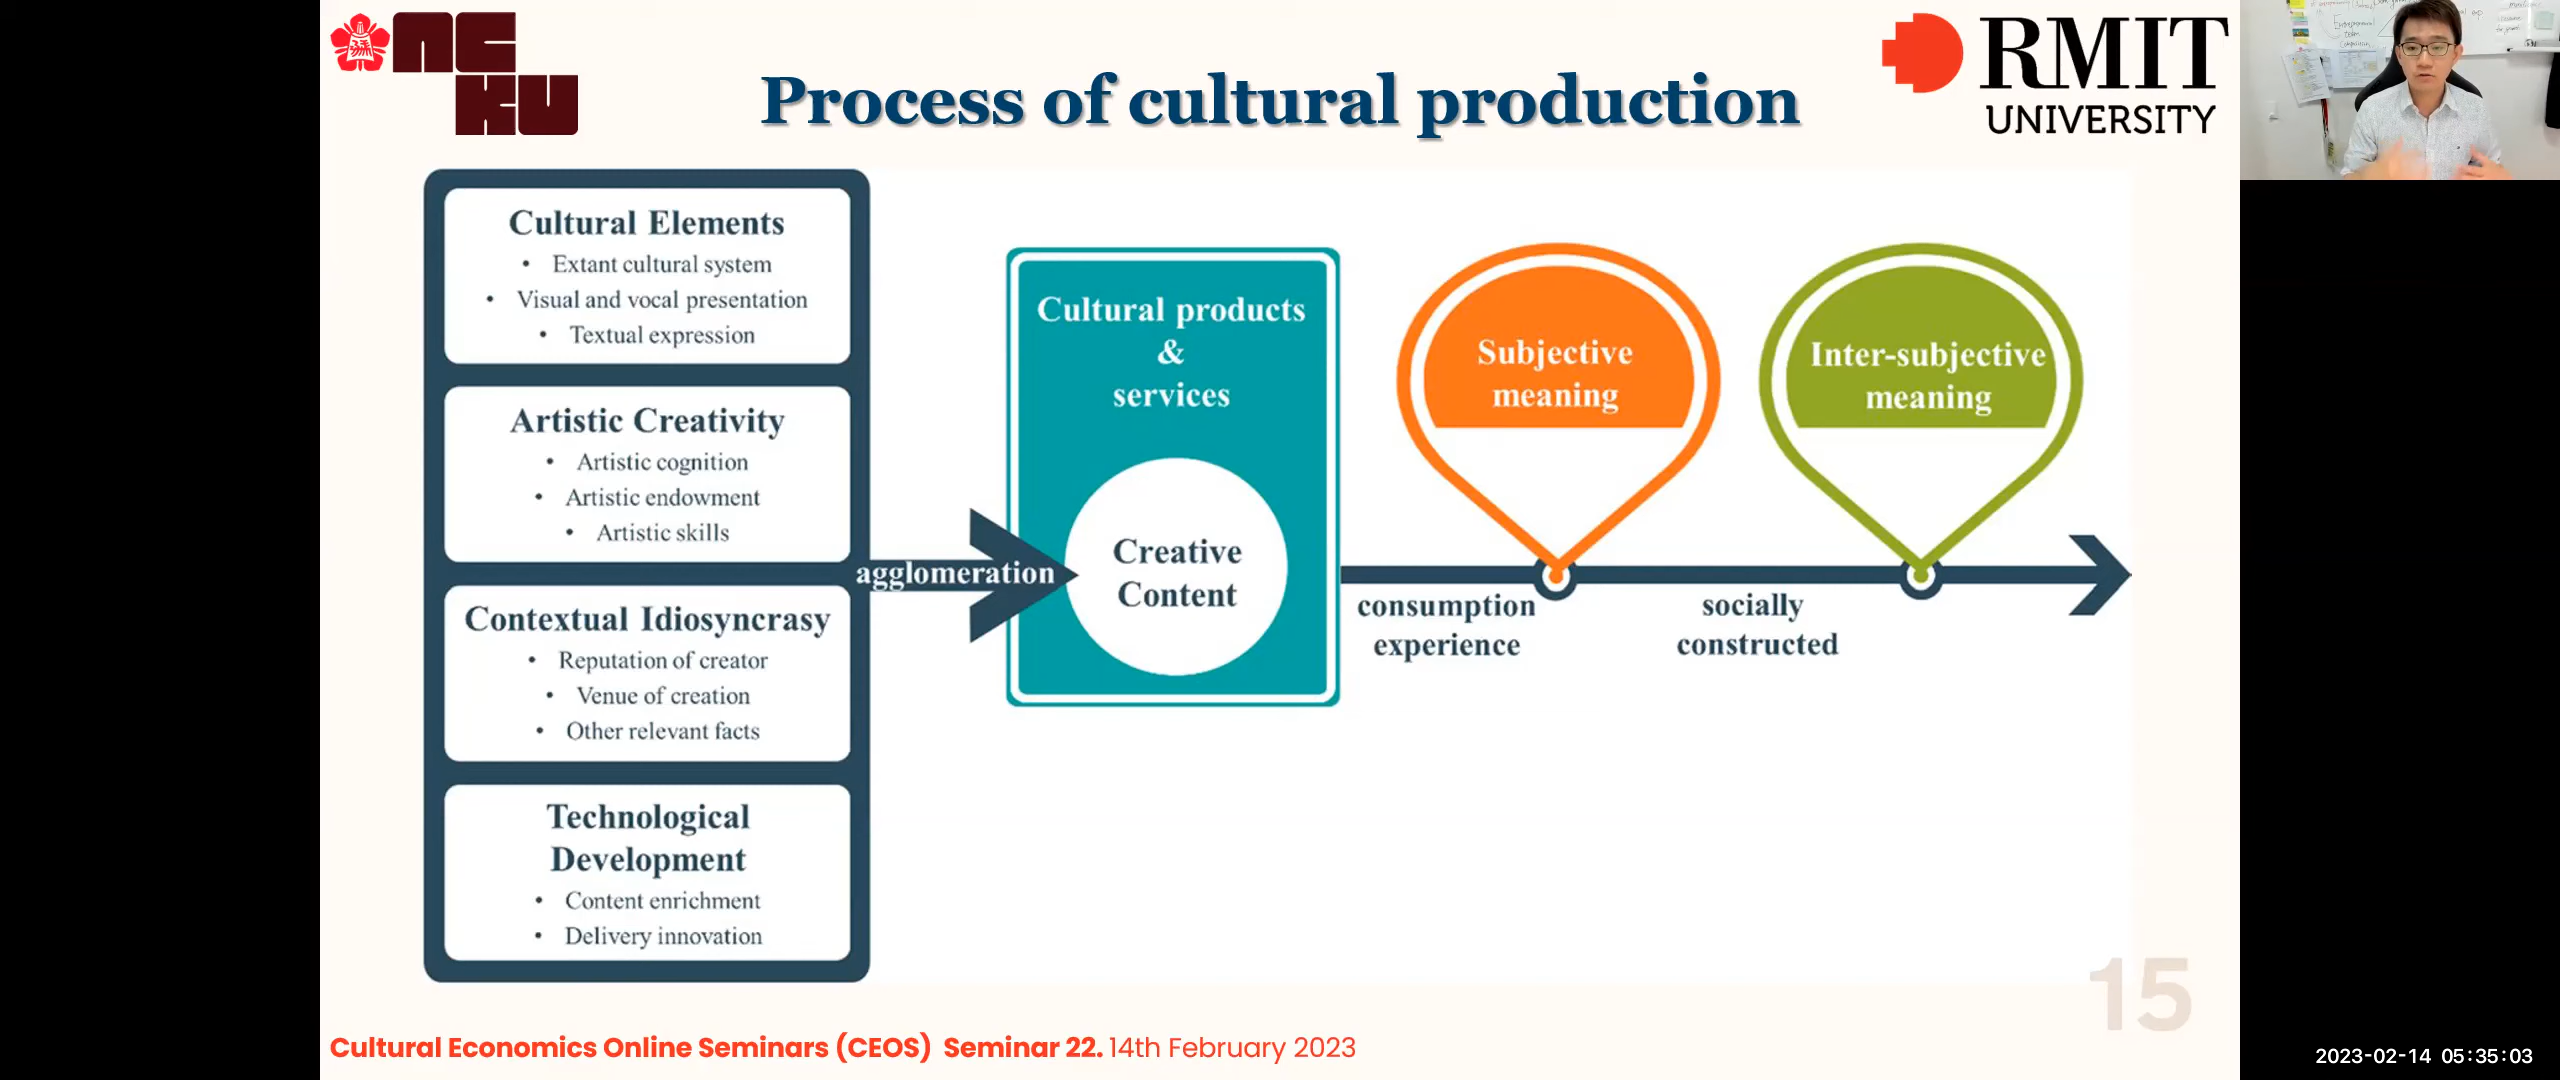 NCKU
Process of cultural production
RMIT
UNIVERSITY
Cultural Elements
• Extant cultural system
• Visual and vocal presentation
• Textual expression
Artistic Creativity
• Artistic cognition
• Artistic endowment
• Artistic skills
Contextual Idiosyncrasy
• Reputation of creator
• Venue of creation
• Other relevant facts
Technological
Development
• Content enrichment
• Delivery innovation
agglomeration
Cultural products
&
services
Creative
Content
consumption
experience
Subjective
meaning
socially
constructed
Inter-subjective
meaning
15
Cultural Economics Online Seminars (CEOS) Seminar 22. 14th February 2023
2023-02-14 05:35:03